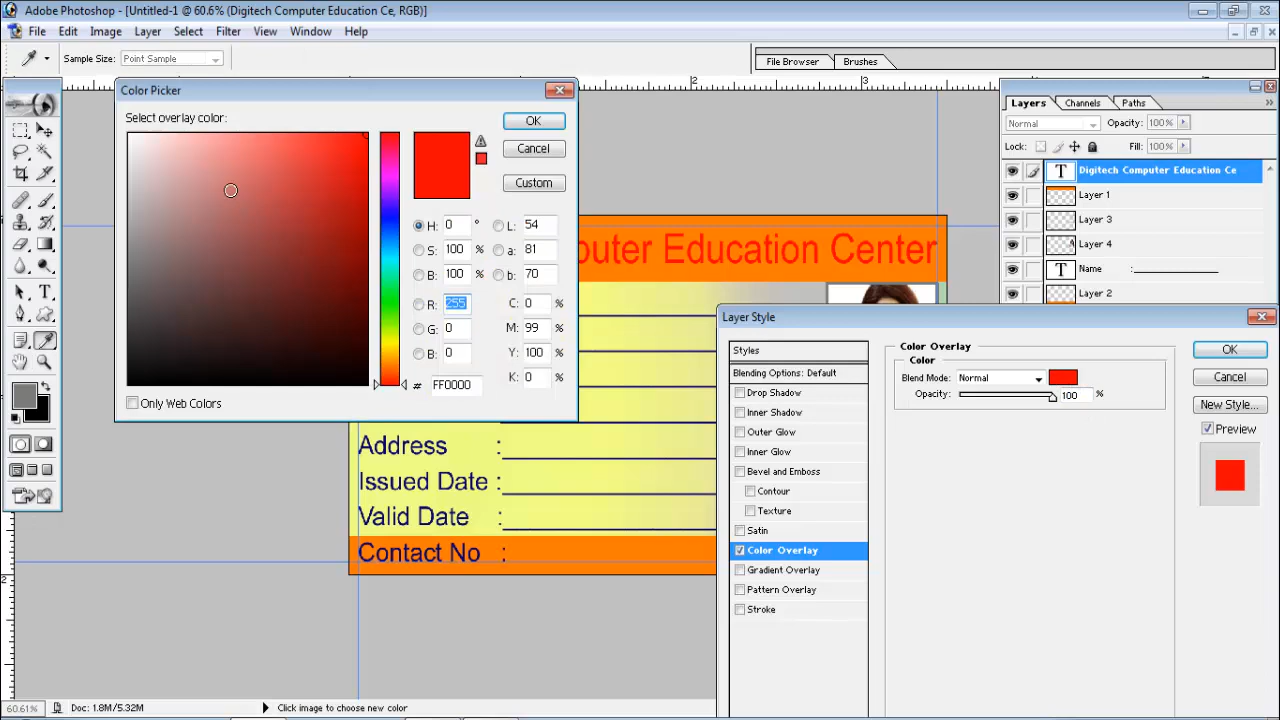 Adobe Photoshop - [Untitled-1 @ 60.6% (Digitech Computer Education Ce, RGB)]
File Edit Image Layer Select Filter View Window Help
Sample Size: Point Sample
File Browser Brushes
Color Picker
Select overlay color:
OK
Cancel
Custom
H: 0 °
S: 100 %
B: 100 %
R: 255
G: 0
B: 0
L: 54
a: 81
b: 70
C: 0 %
M: 99 %
Y: 100 %
K: 0 %
# FF0000
Only Web Colors
2
3
Layers Channels Paths
Normal Opacity: 100%
Lock: Fill: 100%
T Digitech Computer Education Ce
Layer 1
Layer 3
Layer 4
T Name :
Layer 2
puter Education Center
Address :
Issued Date :
Valid Date :
Contact No :
Layer Style
Styles
Blending Options: Default
Drop Shadow
Inner Shadow
Outer Glow
Inner Glow
Bevel and Emboss
Contour
Texture
Satin
Color Overlay
Gradient Overlay
Pattern Overlay
Stroke
Color Overlay
Color
Blend Mode: Normal
Opacity: 100 %
OK
Cancel
New Style...
Preview
2
60.61% Doc: 1.8M/5.32M Click image to choose new color